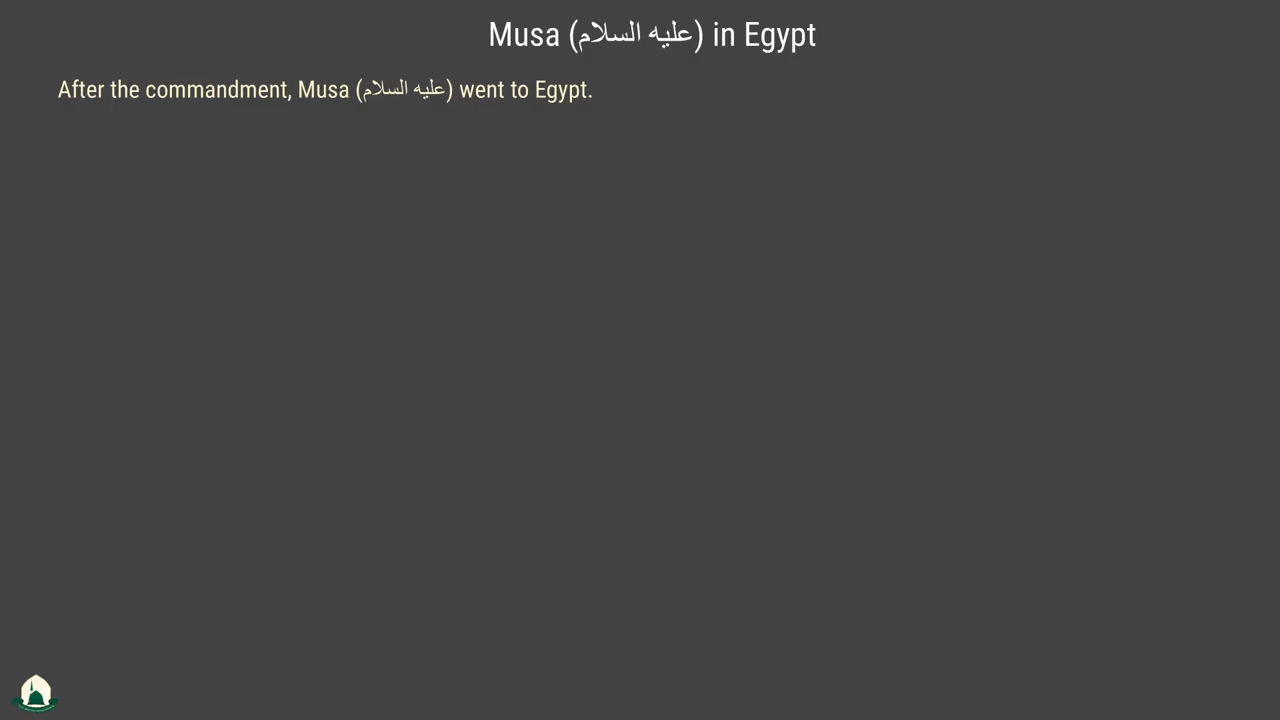 Musa (عليه السلام) in Egypt
After the commandment, Musa (عليه السلام) went to Egypt.